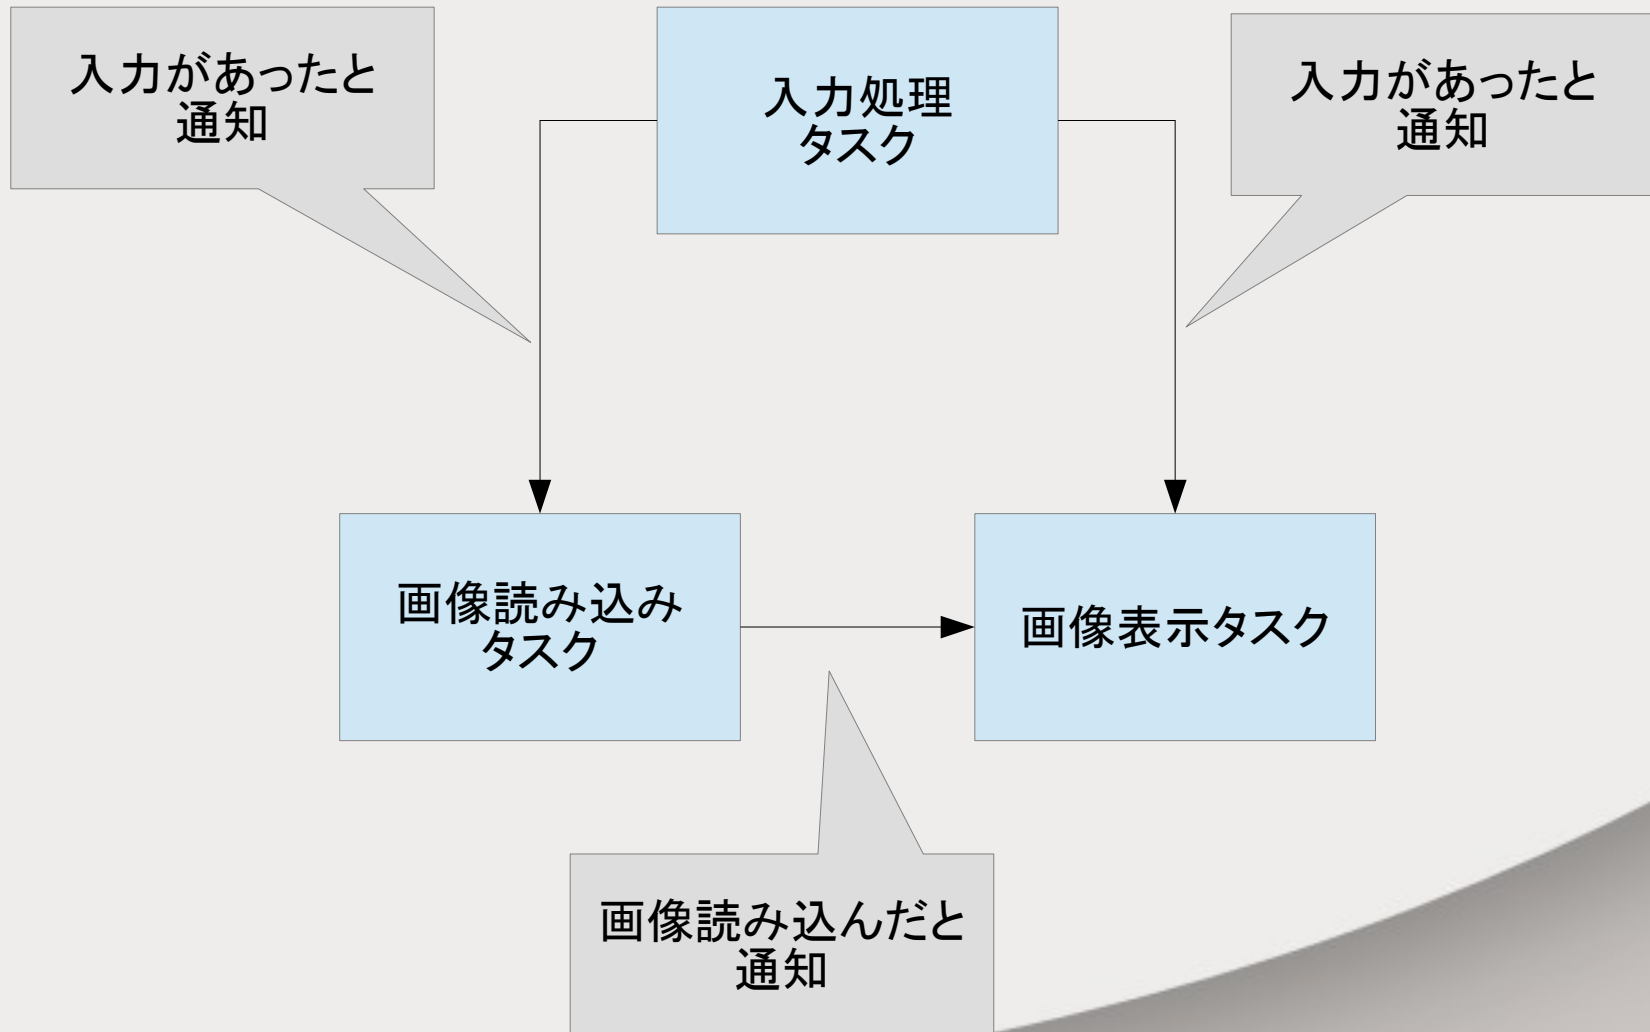 入力があったと
通知
入力処理
タスク
入力があったと
通知
画像読み込み
タスク
画像表示タスク
画像読み込んだと
通知